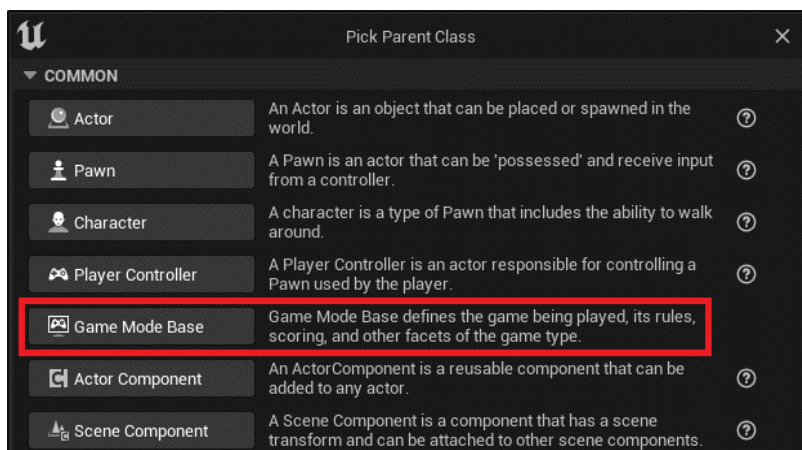 Pick Parent Class
COMMON
Actor
An Actor is an object that can be placed or spawned in the
world.
Pawn
A Pawn is an actor that can be 'possessed' and receive input
from a controller.
Character
A character is a type of Pawn that includes the ability to walk
around.
Player Controller
A Player Controller is an actor responsible for controlling a
Pawn used by the player.
Game Mode Base
Game Mode Base defines the game being played, its rules,
scoring, and other facets of the game type.
Actor Component
An ActorComponent is a reusable component that can be
added to any actor.
Scene Component
A Scene Component is a component that has a scene
transform and can be attached to other scene components.